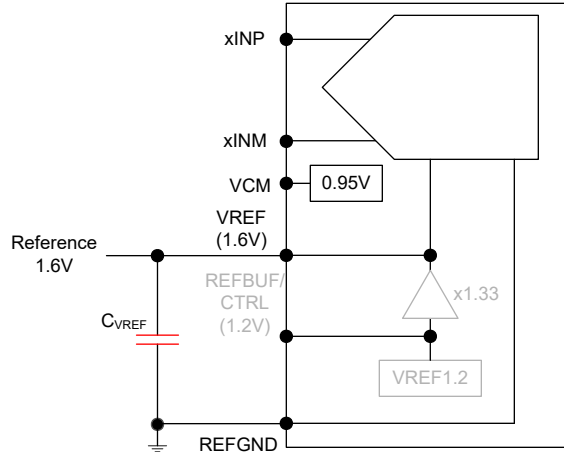 xINP
xINM
VCM
0.95V
VREF
(1.6V)
Reference
1.6V
REFBUF/
CTRL
(1.2V)
x1.33
CVREF
VREF1.2
REFGND